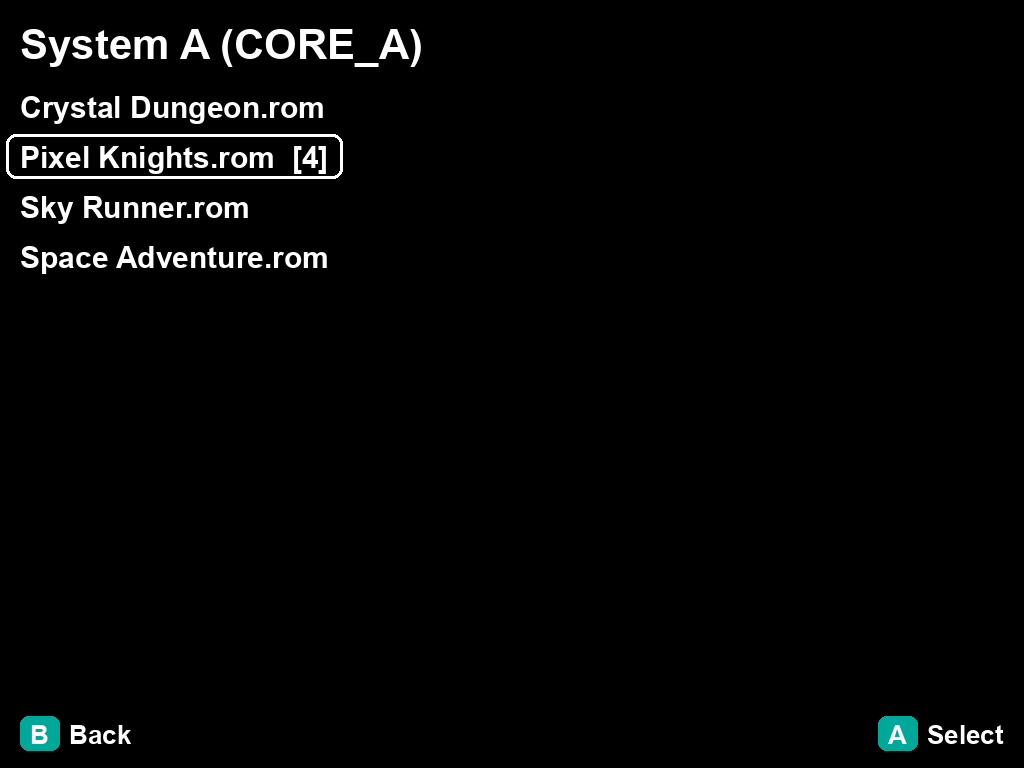 System A (CORE_A)
Crystal Dungeon.rom
Pixel Knights.rom [4]
Sky Runner.rom
Space Adventure.rom
B Back
A Select